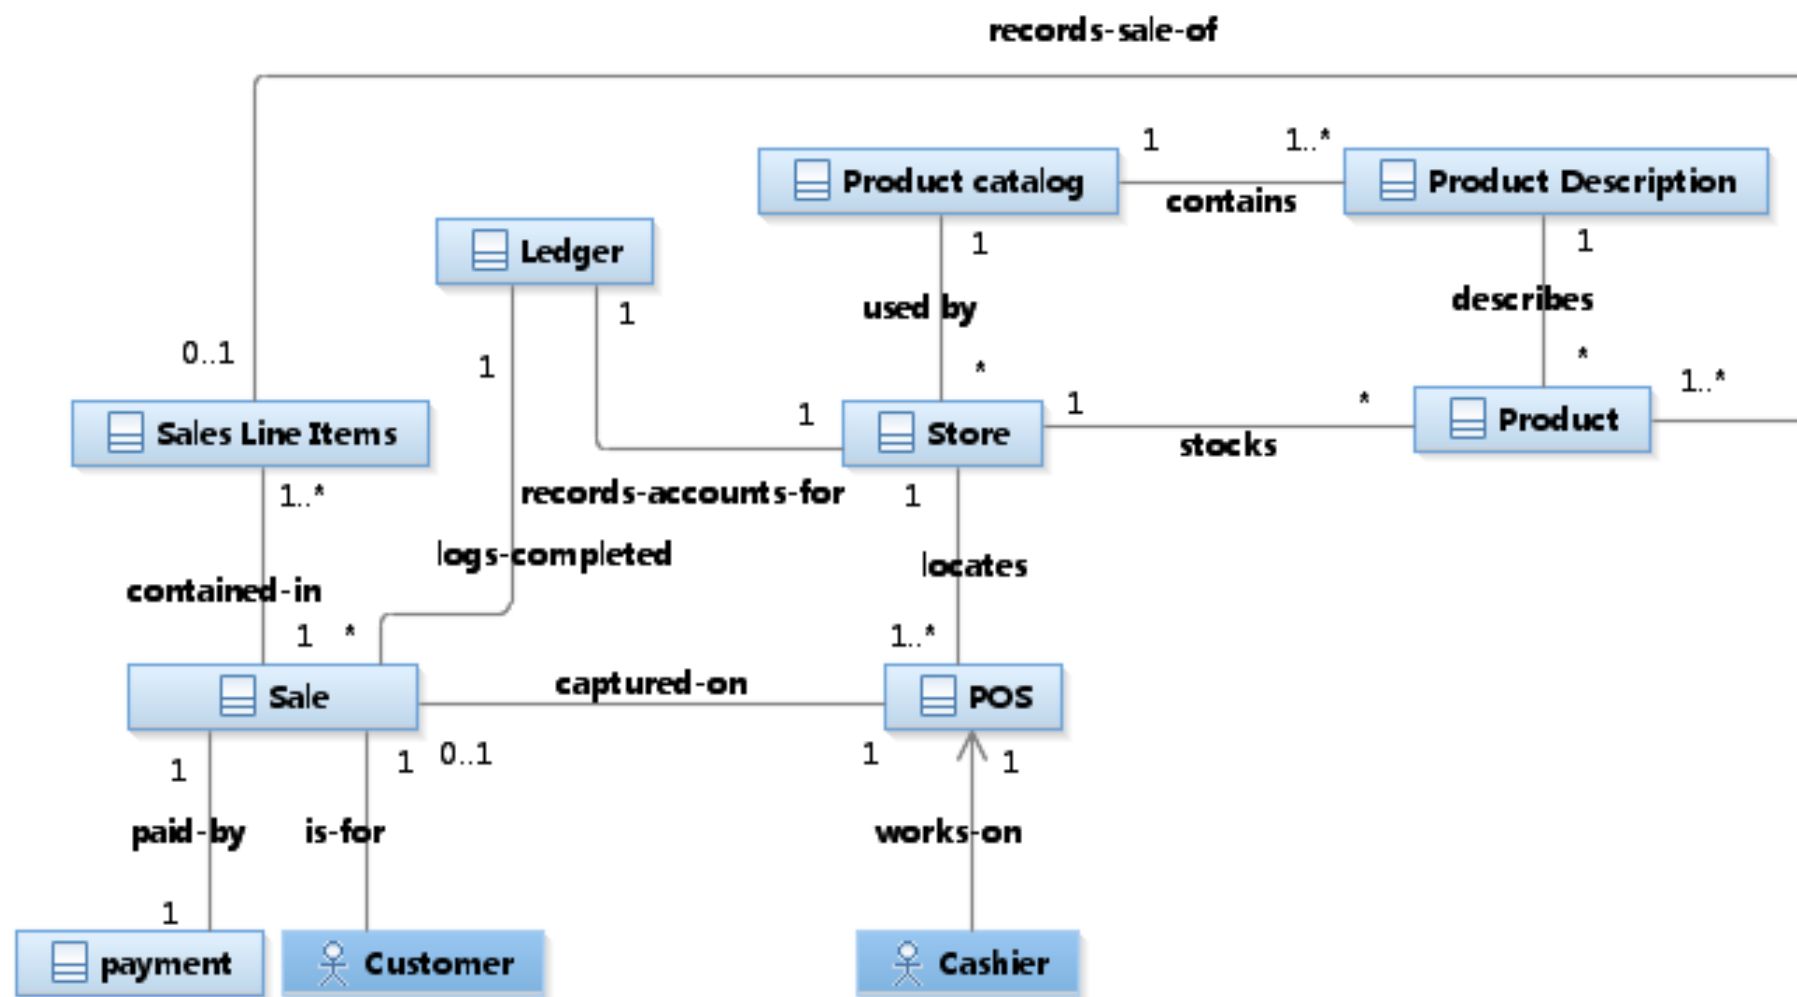 records-sale-of
1 1..*
Product catalog
Product Description
contains
Ledger
1
1
used by
describes
1
1
0..1
*
*
1..*
Sales Line Items
1
Store
1
*
Product
stocks
1..*
records-accounts-for
1
logs-completed
locates
contained-in
1 *
1..*
Sale
captured-on
POS
1
1
0..1
1
1
paid-by
is-for
works-on
1
payment
Customer
Cashier